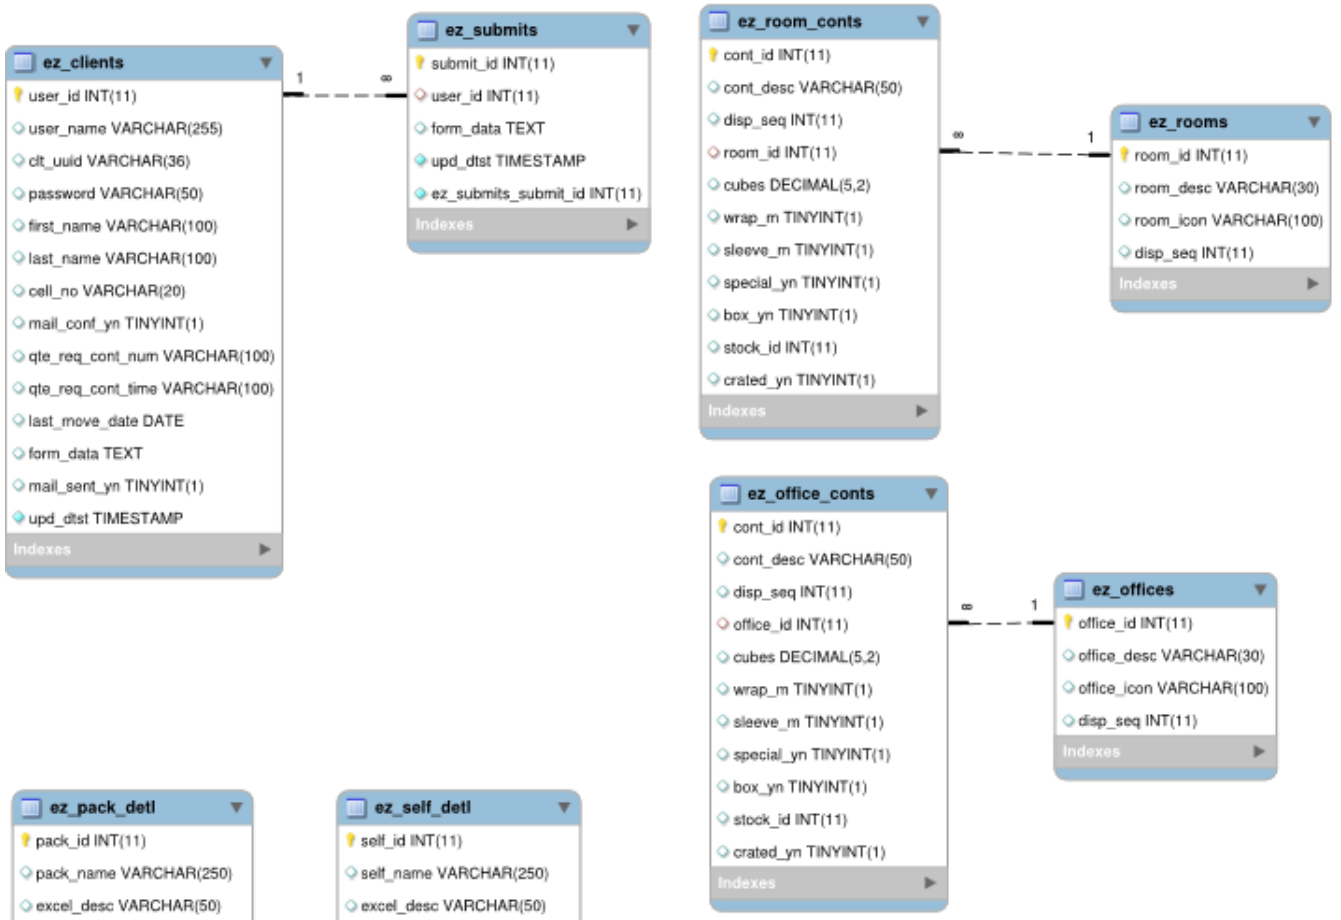 ez_clients
user_id INT(11)
user_name VARCHAR(255)
clt_uuid VARCHAR(36)
password VARCHAR(50)
first_name VARCHAR(100)
last_name VARCHAR(100)
cell_no VARCHAR(20)
mail_conf_yn TINYINT(1)
qte_req_cont_num VARCHAR(100)
qte_req_cont_time VARCHAR(100)
last_move_date DATE
form_data TEXT
mail_sent_yn TINYINT(1)
upd_dtst TIMESTAMP
Indexes
1
∞
ez_submits
submit_id INT(11)
user_id INT(11)
form_data TEXT
upd_dtst TIMESTAMP
ez_submits_submit_id INT(11)
Indexes
ez_room_conts
cont_id INT(11)
cont_desc VARCHAR(50)
disp_seq INT(11)
room_id INT(11)
cubes DECIMAL(5,2)
wrap_m TINYINT(1)
sleeve_m TINYINT(1)
special_yn TINYINT(1)
box_yn TINYINT(1)
stock_id INT(11)
crated_yn TINYINT(1)
Indexes
∞
1
ez_rooms
room_id INT(11)
room_desc VARCHAR(30)
room_icon VARCHAR(100)
disp_seq INT(11)
Indexes
ez_office_conts
cont_id INT(11)
cont_desc VARCHAR(50)
disp_seq INT(11)
office_id INT(11)
cubes DECIMAL(5,2)
wrap_m TINYINT(1)
sleeve_m TINYINT(1)
special_yn TINYINT(1)
box_yn TINYINT(1)
stock_id INT(11)
crated_yn TINYINT(1)
Indexes
∞
1
ez_offices
office_id INT(11)
office_desc VARCHAR(30)
office_icon VARCHAR(100)
disp_seq INT(11)
Indexes
ez_pack_detl
pack_id INT(11)
pack_name VARCHAR(250)
excel_desc VARCHAR(50)
ez_self_detl
self_id INT(11)
self_name VARCHAR(250)
excel_desc VARCHAR(50)